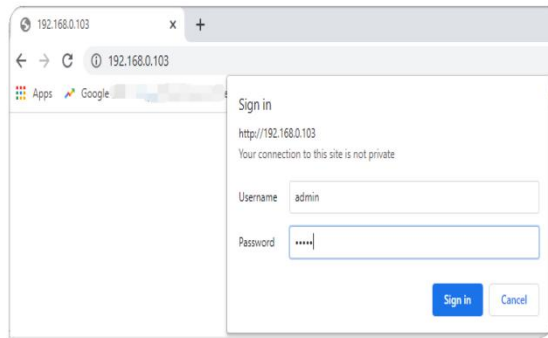 192.168.0.103 x +
192.168.0.103
Apps Google
Sign in
http://192.168.0.103
Your connection to this site is not private
Username admin
Password •••••
Sign in Cancel